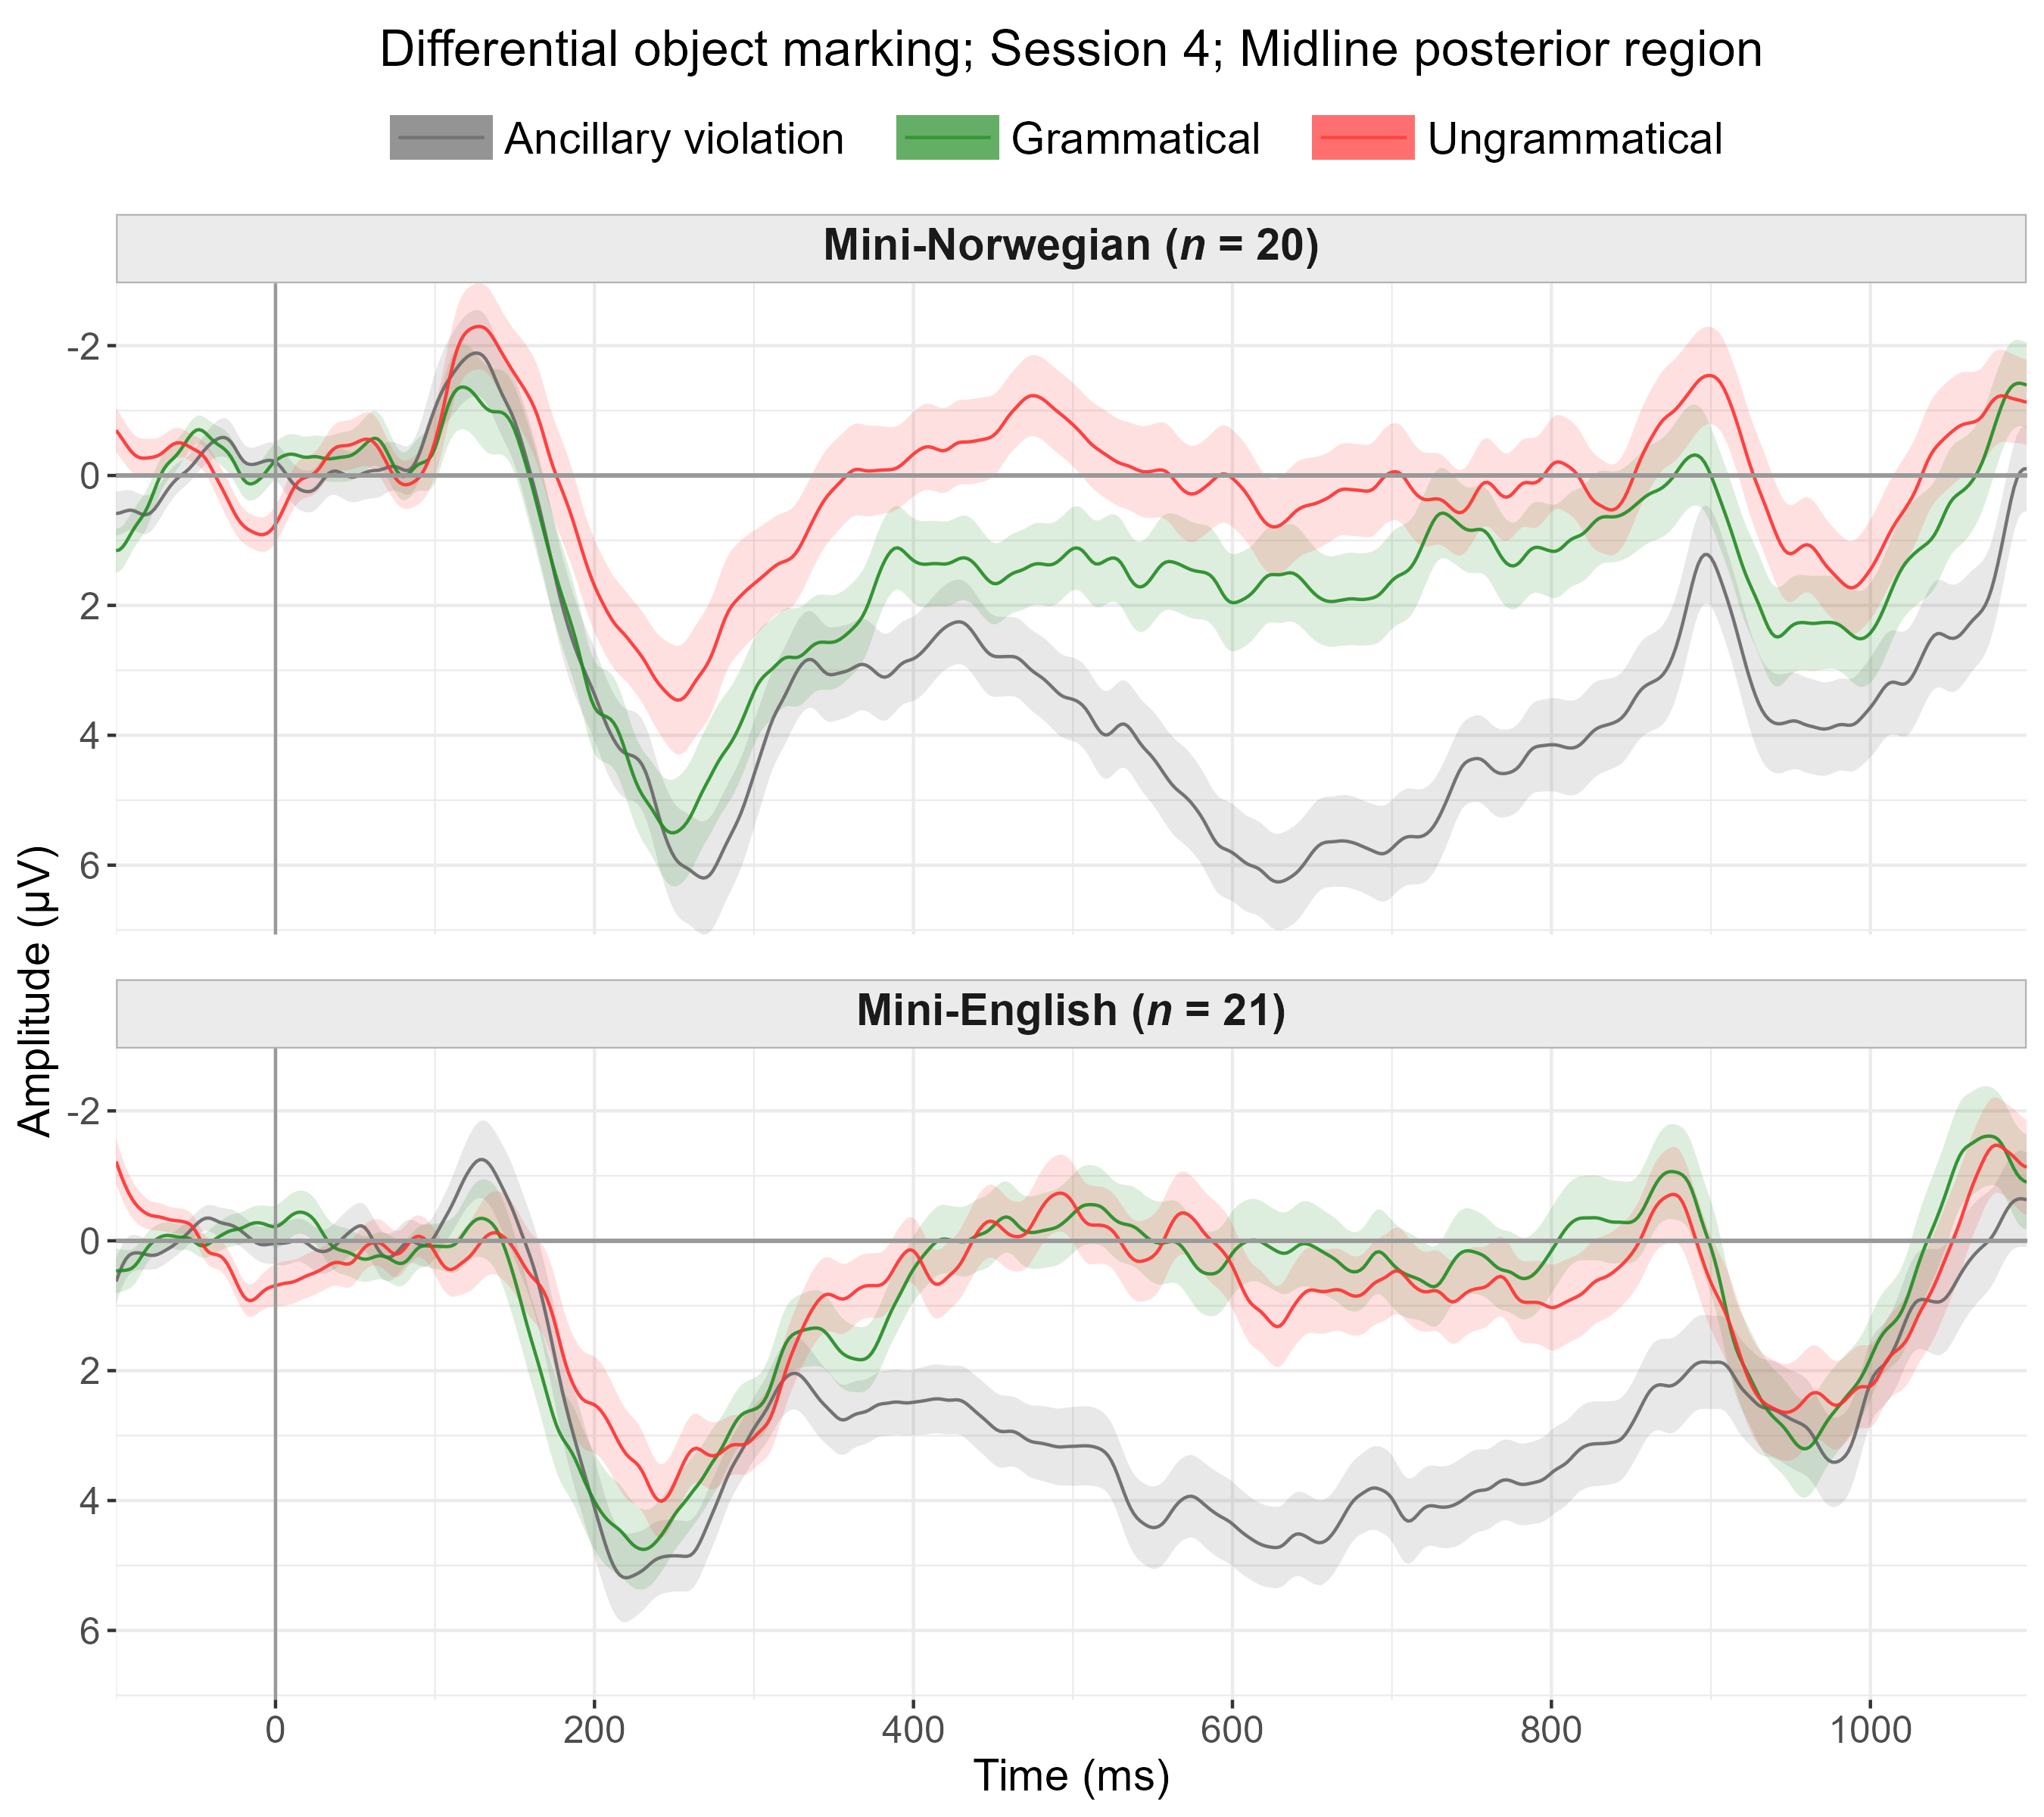 Differential object marking; Session 4; Midline posterior region
Ancillary violation Grammatical Ungrammatical
Mini-Norwegian (n = 20)
-2
0
2
4
6
Mini-English (n = 21)
-2
0
2
4
6
Amplitude (µV)
0 200 400 600 800 1000
Time (ms)